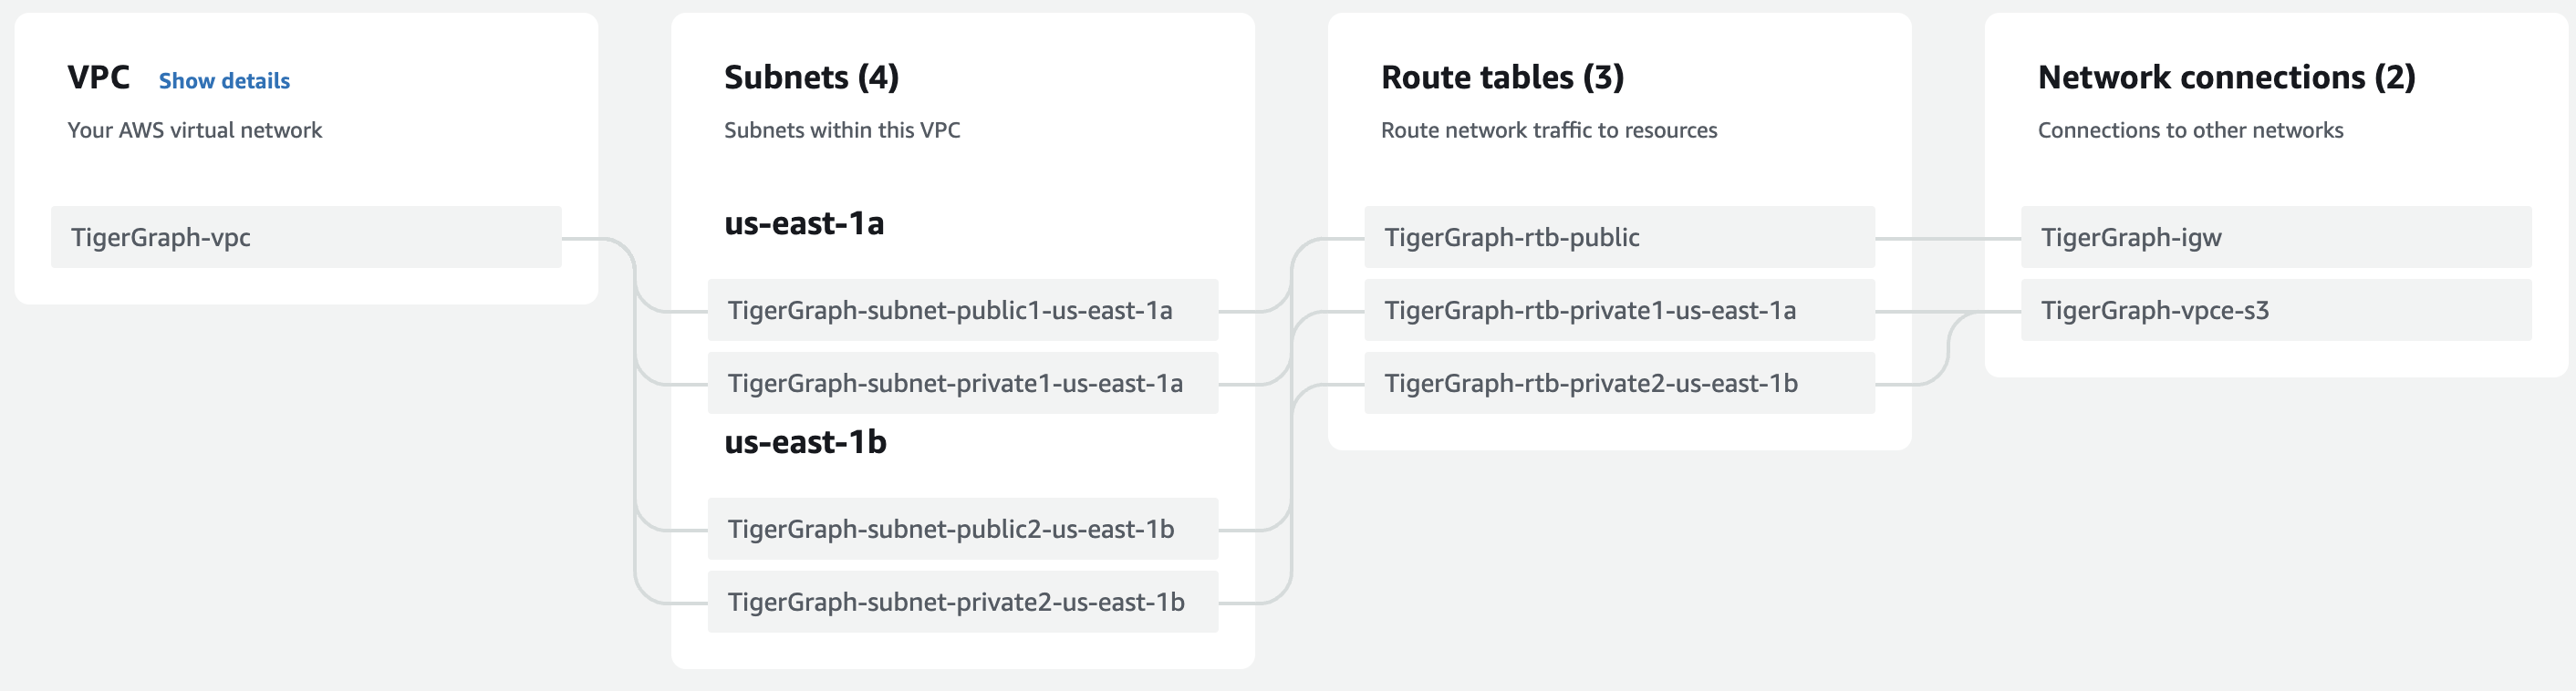 VPC Show details
Your AWS virtual network
TigerGraph-vpc
Subnets (4)
Subnets within this VPC
us-east-1a
TigerGraph-subnet-public1-us-east-1a
TigerGraph-subnet-private1-us-east-1a
us-east-1b
TigerGraph-subnet-public2-us-east-1b
TigerGraph-subnet-private2-us-east-1b
Route tables (3)
Route network traffic to resources
TigerGraph-rtb-public
TigerGraph-rtb-private1-us-east-1a
TigerGraph-rtb-private2-us-east-1b
Network connections (2)
Connections to other networks
TigerGraph-igw
TigerGraph-vpce-s3